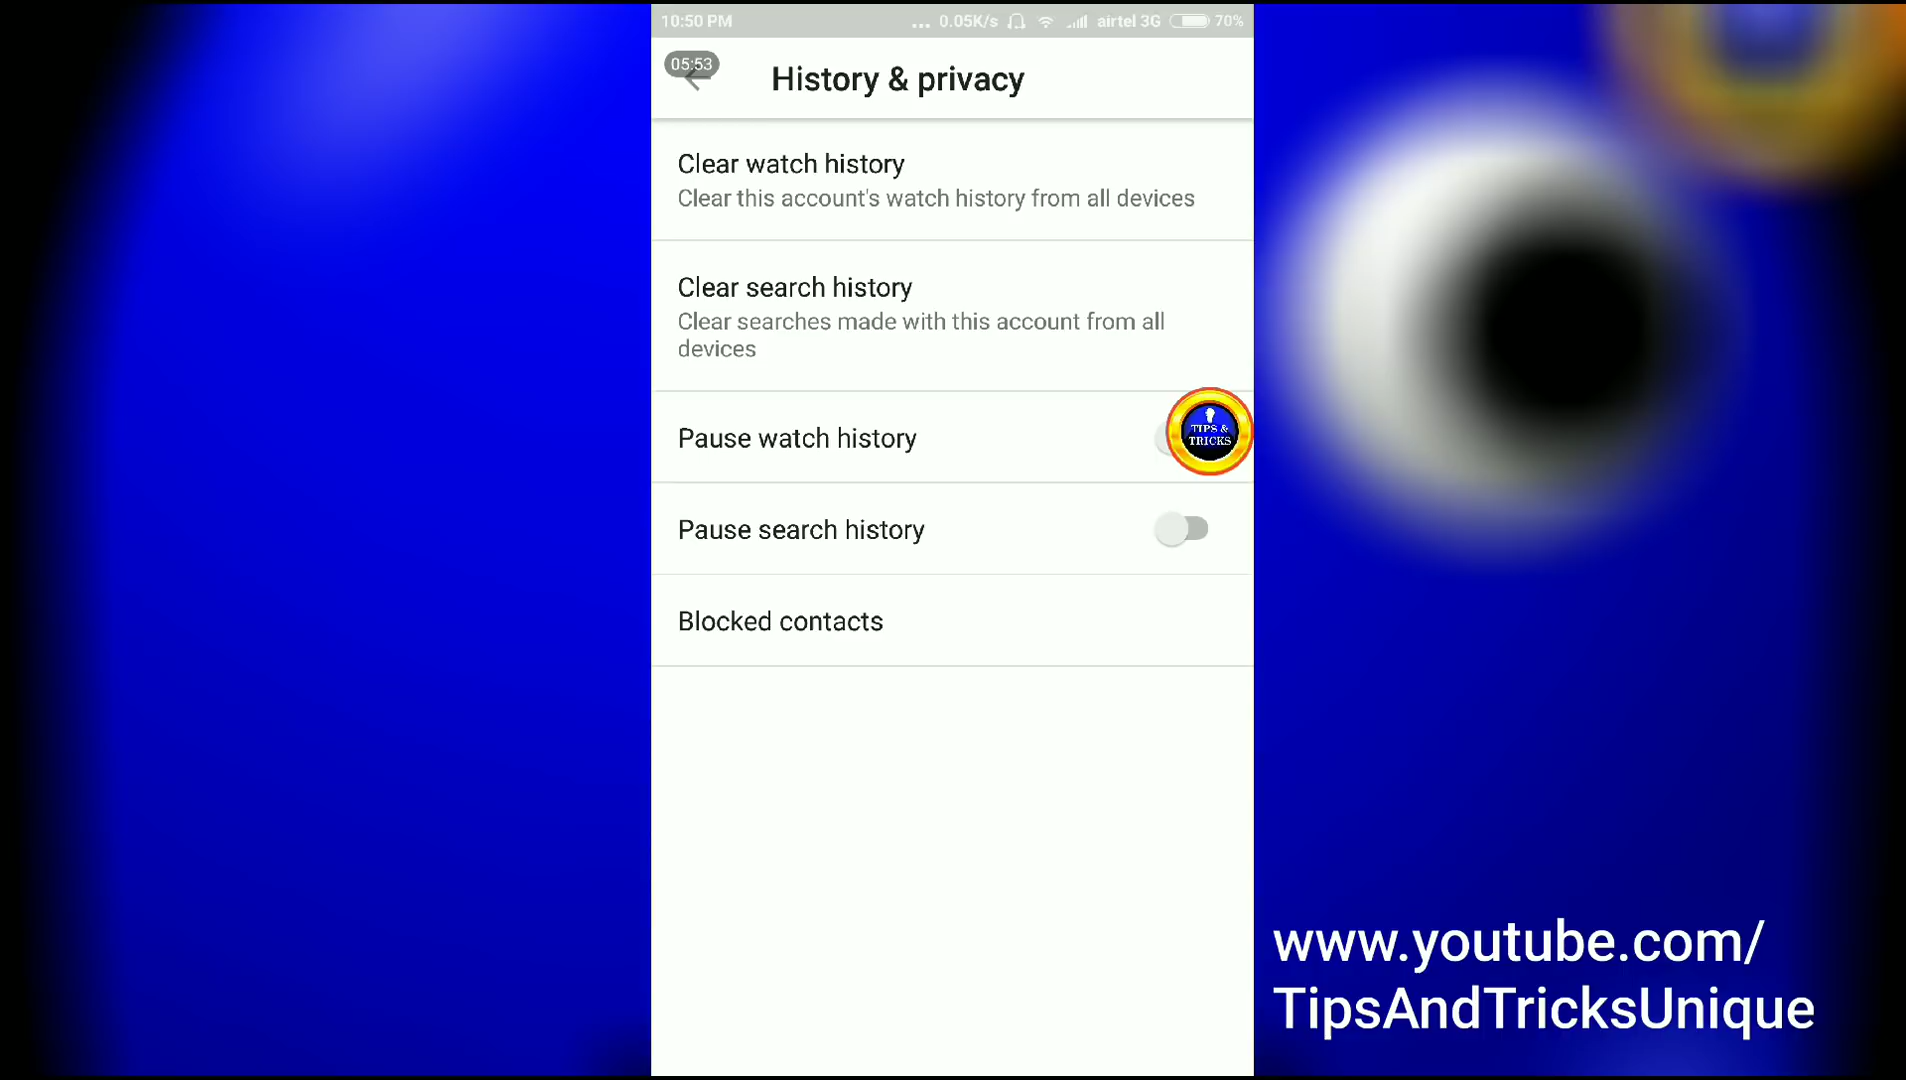 10:50 PM ... 0.05K/s airtel 3G 70%
05:53
History & privacy
Clear watch history
Clear this account's watch history from all devices
Clear search history
Clear searches made with this account from all
devices
Pause watch history
TIPS &
TRICKS
Pause search history
Blocked contacts
www.youtube.com/
TipsAndTricksUnique